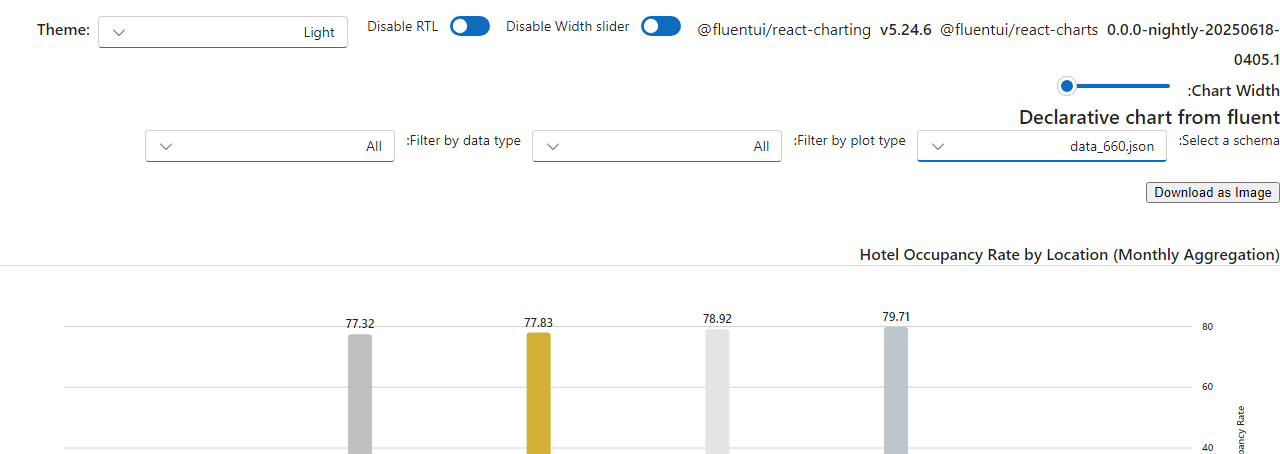 Theme: Light Disable RTL Disable Width slider @fluentui/react-charting v5.24.6 @fluentui/react-charts 0.0.0-nightly-20250618-
0405.1
:Chart Width
Declarative chart from fluent
:Select a schema data_660.json :Filter by plot type All :Filter by data type All
Download as Image
Hotel Occupancy Rate by Location (Monthly Aggregation)
77.32 77.83 78.92 79.71
80
60
40
Rate